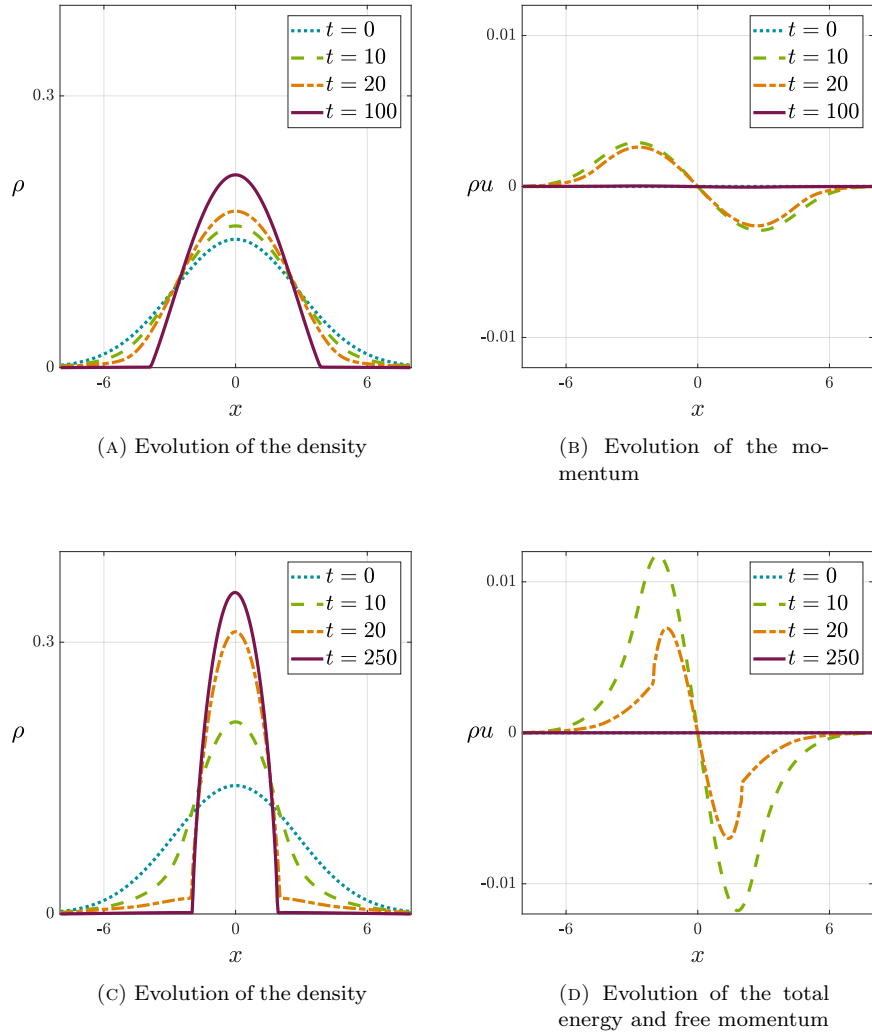 t = 0
t = 10
t = 20
t = 100
0.3
ρ
0
-6
0
6
x
(A) Evolution of the density
t = 0
t = 10
t = 20
t = 100
0.01
ρu
0
-0.01
-6
0
6
x
(B) Evolution of the mo-
mentum
t = 0
t = 10
t = 20
t = 250
0.3
ρ
0
-6
0
6
x
(C) Evolution of the density
t = 0
t = 10
t = 20
t = 250
0.01
ρu
0
-0.01
-6
0
6
x
(D) Evolution of the total
energy and free momentum